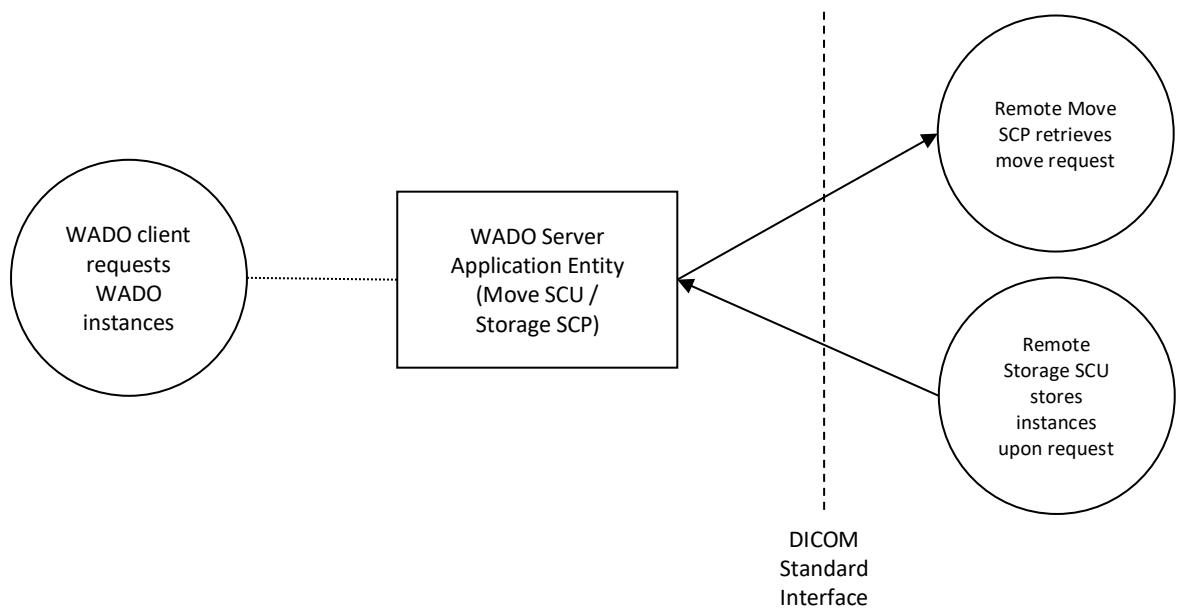 WADO client
requests
WADO
instances
WADO Server
Application Entity
(Move SCU /
Storage SCP)
Remote Move
SCP retrieves
move request
Remote
Storage SCU
stores
instances
upon request
DICOM
Standard
Interface